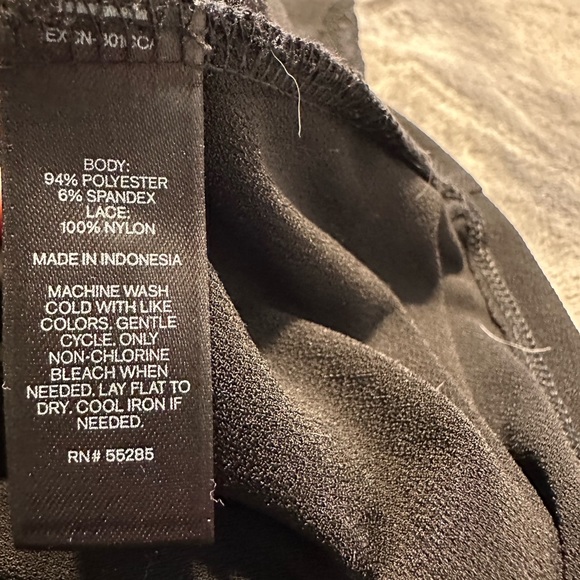 BODY:
94% POLYESTER
6% SPANDEX
LACE:
100% NYLON
MADE IN INDONESIA
MACHINE WASH
COLD WITH LIKE
COLORS. GENTLE
CYCLE. ONLY
NON-CHLORINE
BLEACH WHEN
NEEDED. LAY FLAT TO
DRY. COOL IRON IF
NEEDED.
RN# 55285